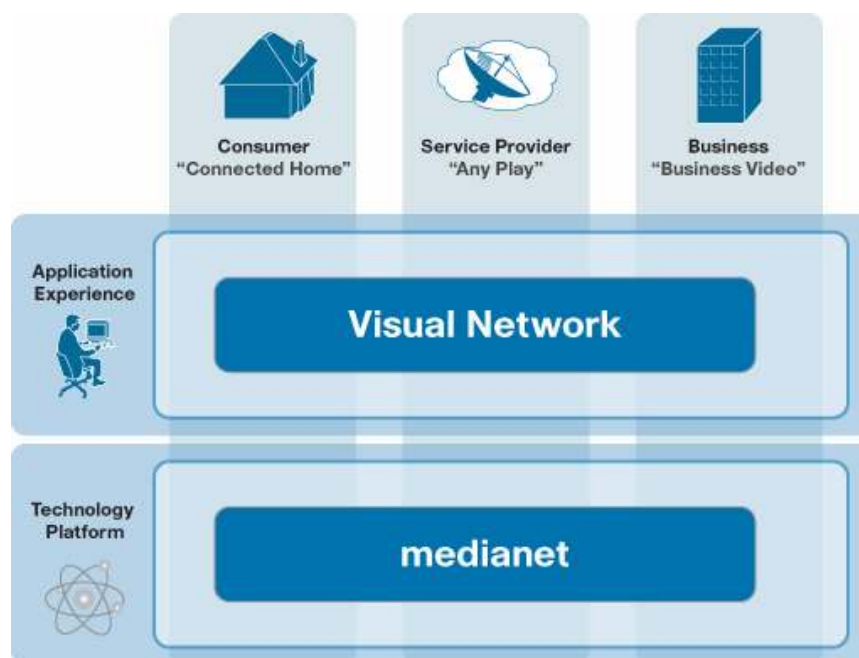 Consumer
“Connected Home”
Service Provider
“Any Play”
Business
“Business Video”
Application
Experience
Visual Network
Technology
Platform
medianet